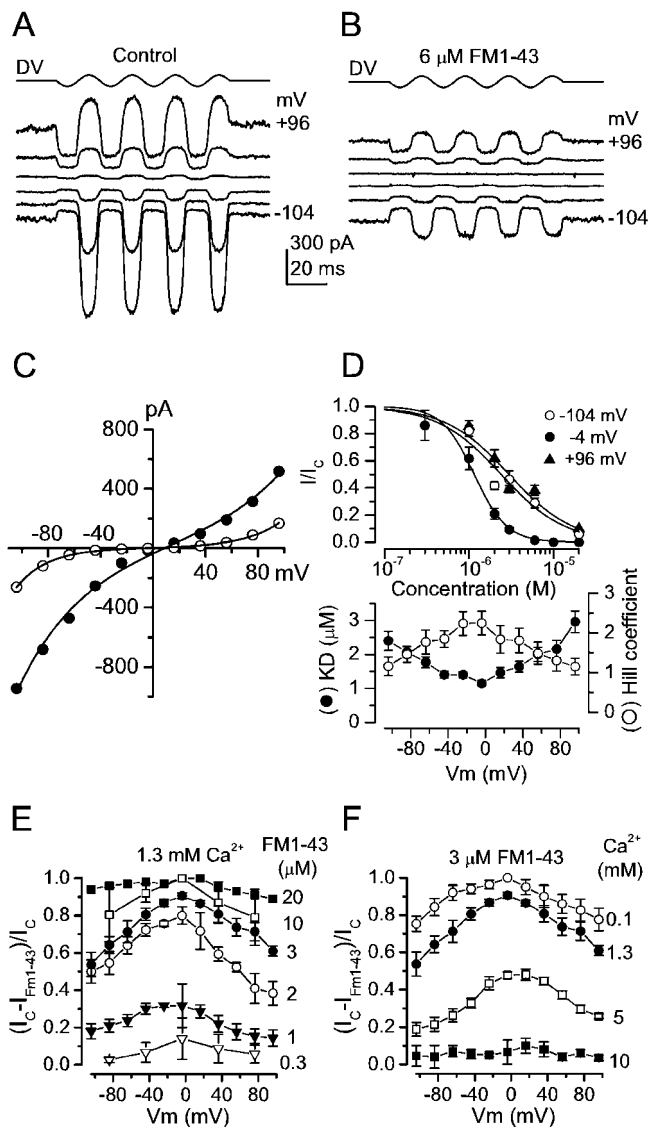 A
B
Control
6 µM FM1-43
DV
DV
mV
+96
-104
300 pA
20 ms
mV
+96
-104
C
D
pA
800
400
-80 -40
40 80 mV
-400
-800
I/I_C
1.0
0.8
0.6
0.4
0.2
0.0
-104 mV
-4 mV
+96 mV
10⁻⁷ 10⁻⁶ 10⁻⁵
Concentration (M)
(●) KD (µM)
3
2
1
0
3
2
1
0
(○) Hill coefficient
-80 -40 0 40 80
Vm (mV)
E
F
1.3 mM Ca²⁺
FM1-43
(µM)
(I_C-I_Fm1-43)/I_C
1.0
0.8
0.6
0.4
0.2
0.0
20
10
3
2
1
0.3
-80 -40 0 40 80
Vm (mV)
3 µM FM1-43
Ca²⁺
(mM)
(I_C-I_Fm1-43)/I_C
1.0
0.8
0.6
0.4
0.2
0.0
0.1
1.3
5
10
-80 -40 0 40 80
Vm (mV)